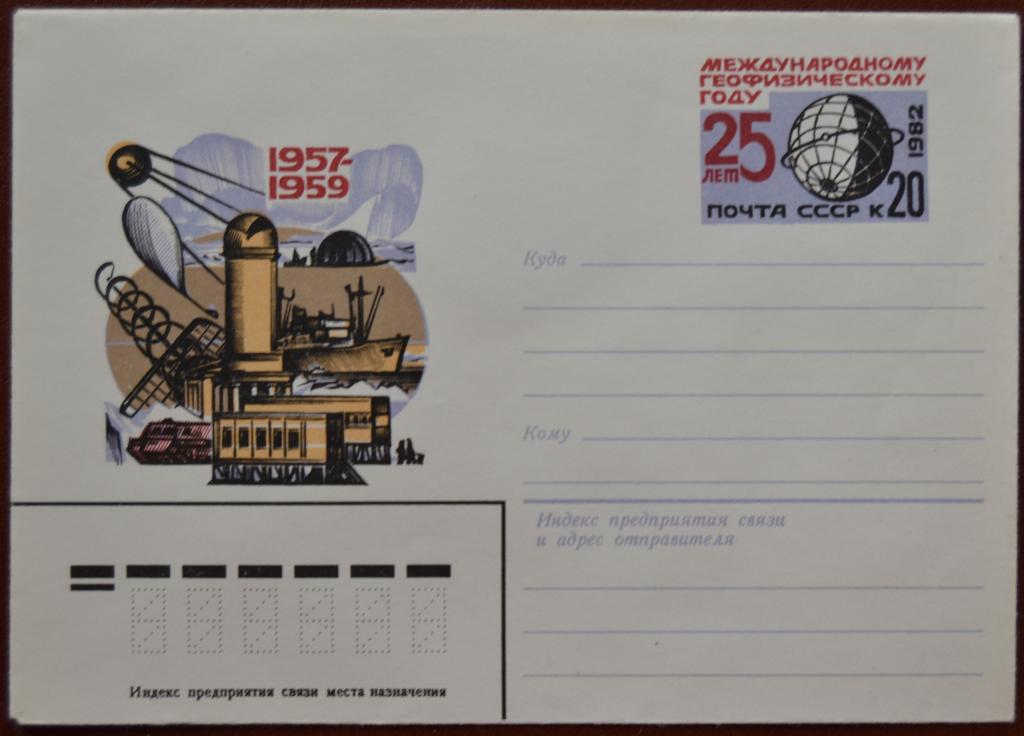 МЕЖДУНАРОДНОМУ
ГЕОФИЗИЧЕСКОМУ
ГОДУ
25
ЛЕТ
1982
ПОЧТА СССР К 20
1957-
1959
Куда
Кому
Индекс предприятия связи
и адрес отправителя
Индекс предприятия связи места назначения